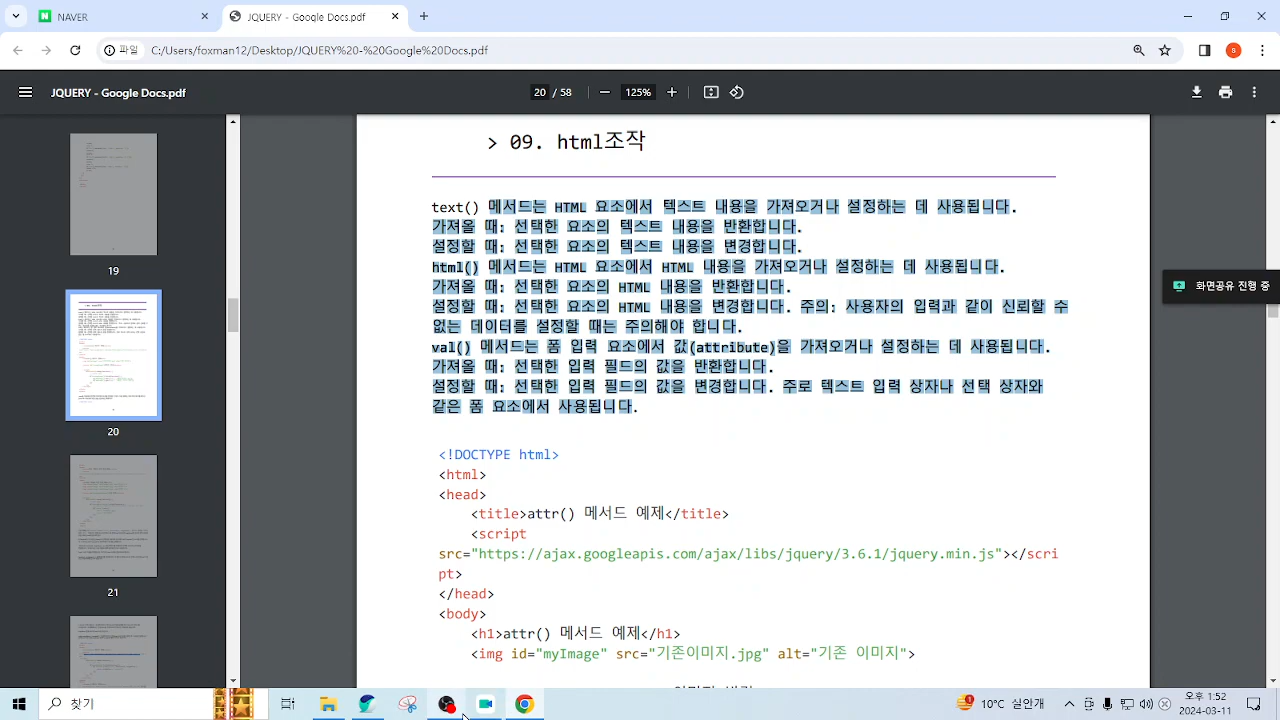 NAVER
JQUERY - Google Docs.pdf
파일
C:/Users/foxman12/Desktop/JQUERY%20-%20Google%20Docs.pdf
JQUERY - Google Docs.pdf
20 / 58
125%
19
20
21
> 09. html조작
text() 메서드는 HTML 요소에서 텍스트 내용을 가져오거나 설정하는 데 사용됩니다.
가져올 때: 선택한 요소의 텍스트 내용을 반환합니다.
설정할 때: 선택한 요소의 텍스트 내용을 변경합니다.
html() 메서드는 HTML 요소에서 HTML 내용을 가져오거나 설정하는 데 사용됩니다.
가져올 때: 선택한 요소의 HTML 내용을 반환합니다.
설정할 때: 선택한 요소의 HTML 내용을 변경합니다. 주의: 사용자의 입력과 같이 신뢰할 수
없는 데이터를 설정할 때는 주의해야 합니다.
val() 메서드는 폼 입력 요소에서 값(attribute)을 가져오거나 설정하는 데 사용됩니다.
가져올 때: 선택한 입력 필드의 값을 반환합니다.
설정할 때: 선택한 입력 필드의 값을 변경합니다. 주로 텍스트 입력 상자나 선택 상자와
같은 폼 요소에서 사용됩니다.
<!DOCTYPE html>
<html>
<head>
<title>attr() 메서드 예제</title>
<script
src="https://ajax.googleapis.com/ajax/libs/jquery/3.6.1/jquery.min.js"></scri
pt>
</head>
<body>
<h1>attr() 메서드 예제</h1>
<img id="myImage" src="기존이미지.jpg" alt="기존 이미지">
찾기
10°C 실안개
오후 1:52
2024-03-11